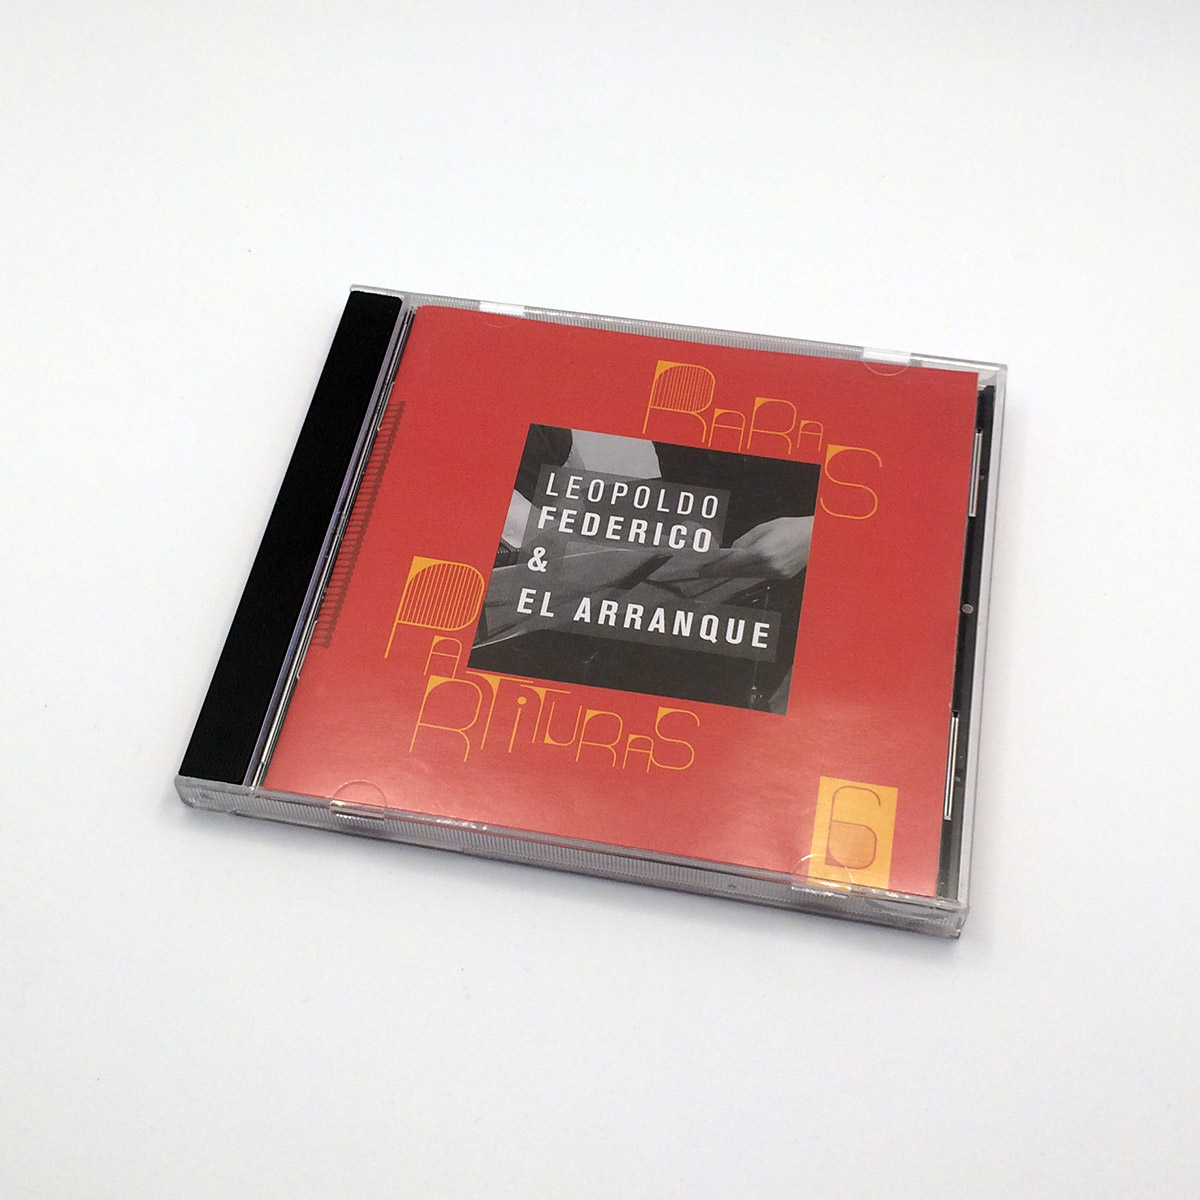 RARAS
LEOPOLDO
FEDERICO
&
EL ARRANQUE
PARTITURAS
6